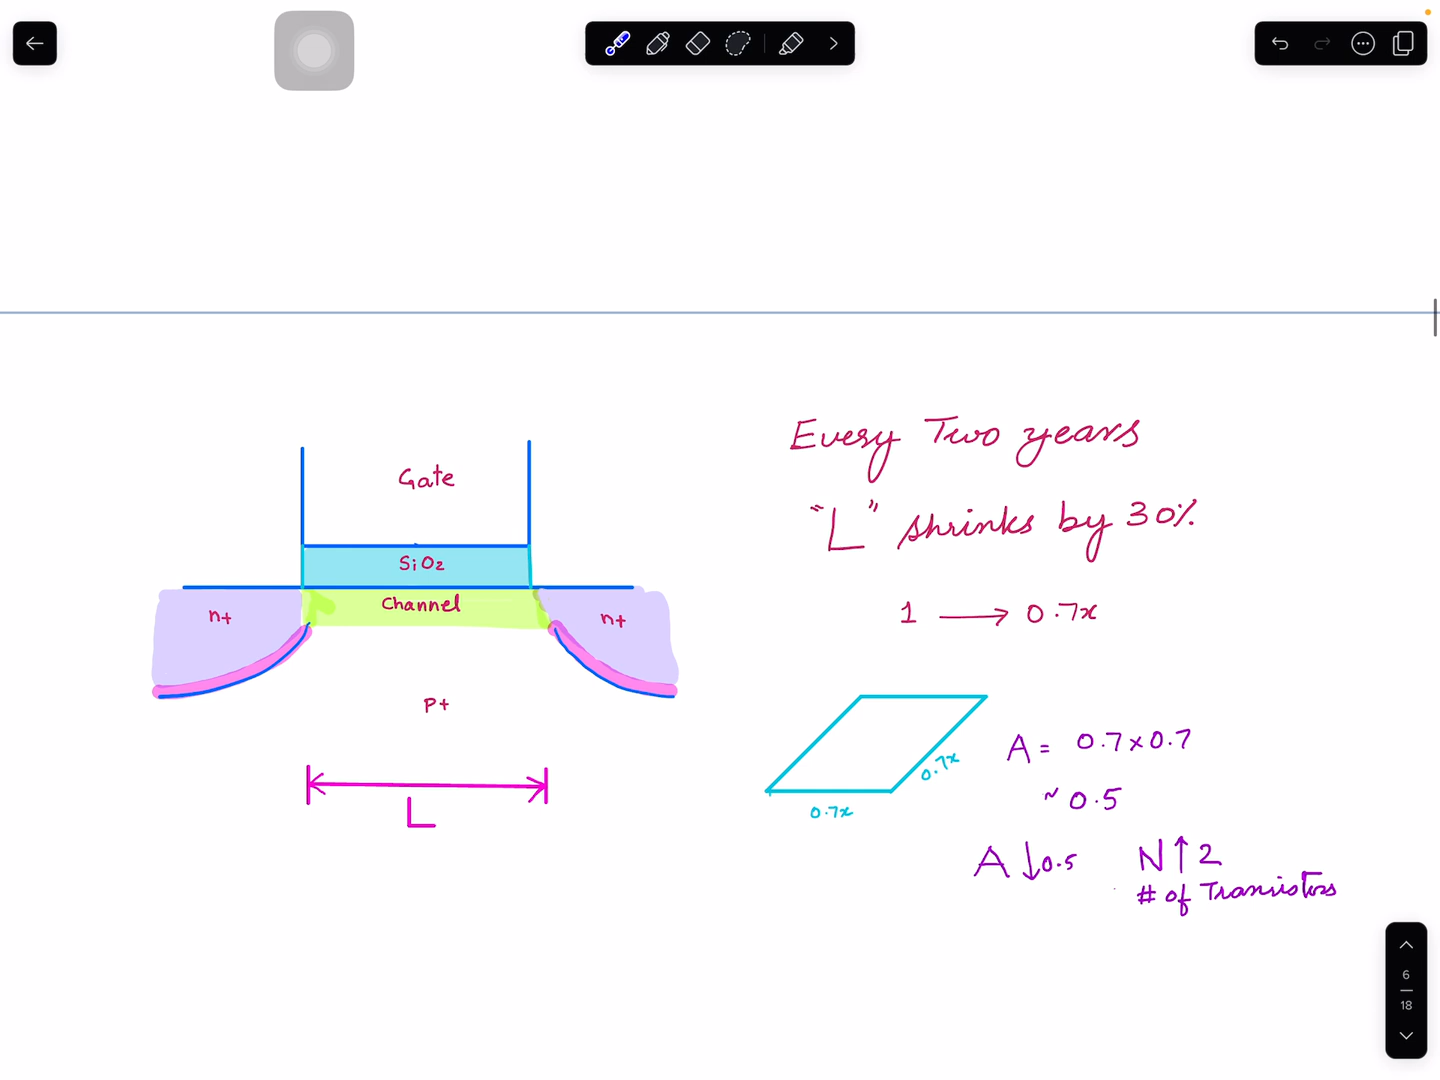 Gate
SiO2
Channel
n+
n+
P+
L
Every Two years
"L" shrinks by 30%
1 → 0.7x
0.7x
0.7x
A = 0.7×0.7
~ 0.5
A ↓ 0.5 N ↑ 2
# of Transistors
6
18